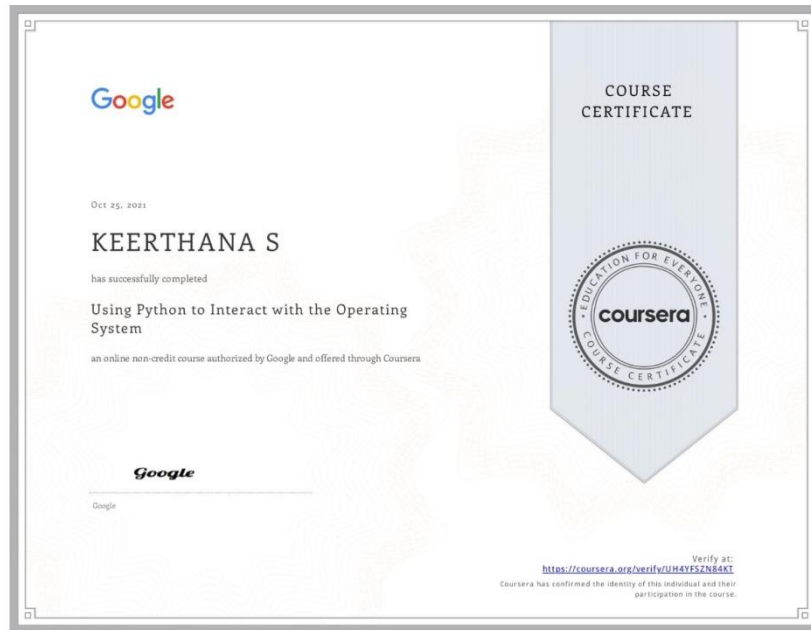 Google
COURSE
CERTIFICATE
Oct 25, 2021
KEERTHANA S
has successfully completed
Using Python to Interact with the Operating
System
an online non-credit course authorized by Google and offered through Coursera
EDUCATION FOR EVERYONE
coursera
COURSE CERTIFICATE
Google
Google
Verify at:
https://coursera.org/verify/UH4YFSZN84KT
Coursera has confirmed the identity of this individual and their
participation in the course.